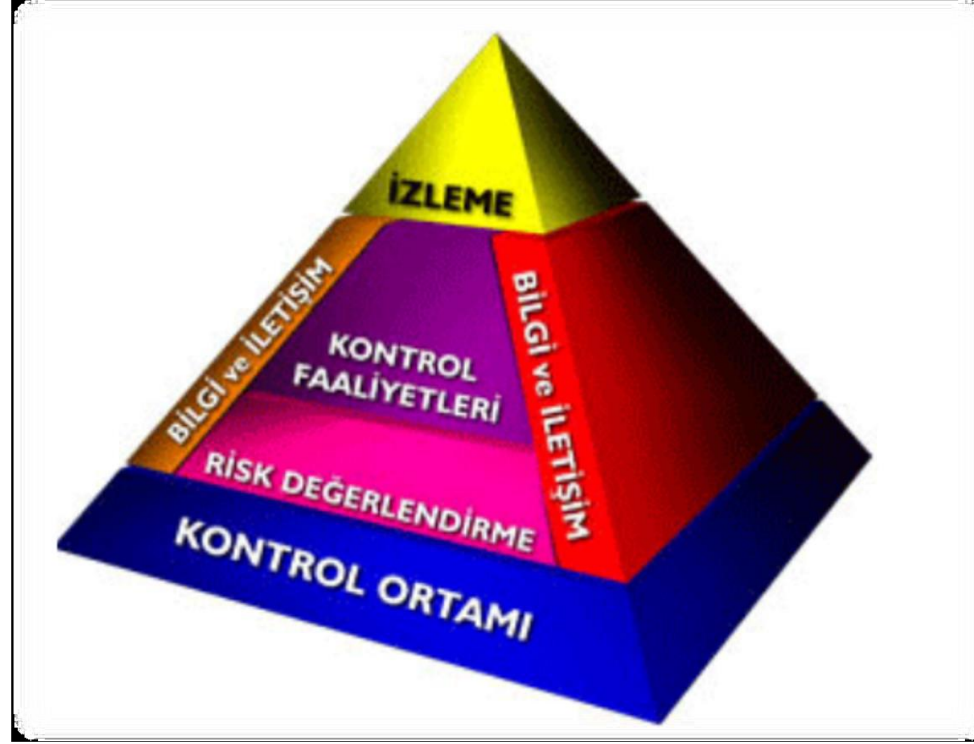 İZLEME
BİLGİ ve İLETİŞİM
KONTROL
FAALİYETLERİ
BİLGİ ve İLETİŞİM
RİSK DEĞERLENDİRME
KONTROL ORTAMI